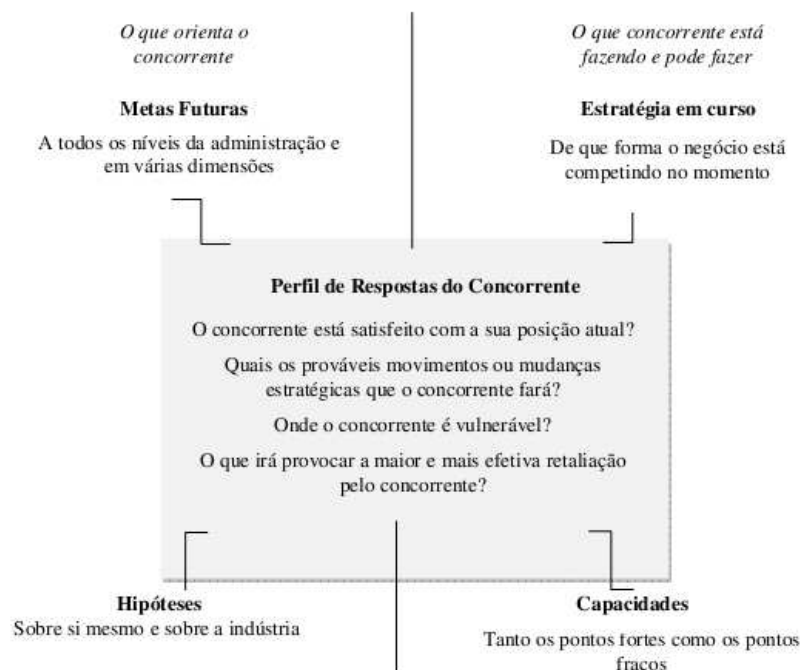 O que orienta o
concorrente
Metas Futuras
A todos os níveis da administração e
em várias dimensões
O que concorrente está
fazendo e pode fazer
Estratégia em curso
De que forma o negócio está
competindo no momento
Perfil de Respostas do Concorrente
O concorrente está satisfeito com a sua posição atual?
Quais os prováveis movimentos ou mudanças
estratégicas que o concorrente fará?
Onde o concorrente é vulnerável?
O que irá provocar a maior e mais efetiva retaliação
pelo concorrente?
Hipóteses
Sobre si mesmo e sobre a indústria
Capacidades
Tanto os pontos fortes como os pontos
fracos